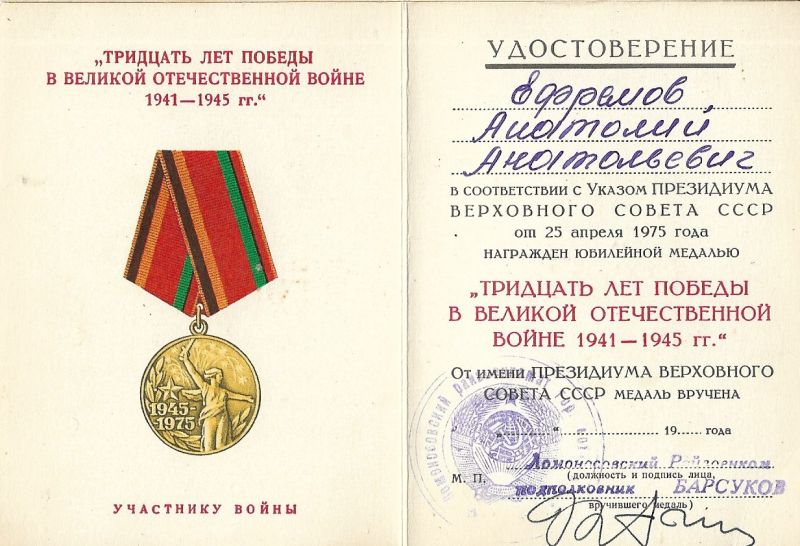 „ТРИДЦАТЬ ЛЕТ ПОБЕДЫ
В ВЕЛИКОЙ ОТЕЧЕСТВЕННОЙ ВОЙНЕ
1941—1945 гг.“
1945-
1975
УЧАСТНИКУ ВОЙНЫ
УДОСТОВЕРЕНИЕ
Ефремов
Анатолий
Анатольевич
В СООТВЕТСТВИИ С УКАЗОМ ПРЕЗИДИУМА
ВЕРХОВНОГО СОВЕТА СССР
от 25 апреля 1975 года
НАГРАЖДЕН ЮБИЛЕЙНОЙ МЕДАЛЬЮ
„ТРИДЦАТЬ ЛЕТ ПОБЕДЫ
В ВЕЛИКОЙ ОТЕЧЕСТВЕННОЙ
ВОЙНЕ 1941—1945 гг.“
От имени ПРЕЗИДИУМА ВЕРХОВНОГО
СОВЕТА СССР МЕДАЛЬ ВРУЧЕНА
„......“ 19..... года
Ломоносовский Райвоенком
М. П. (должность и подпись лица,
подполковник БАРСУКОВ
вручившего медаль)